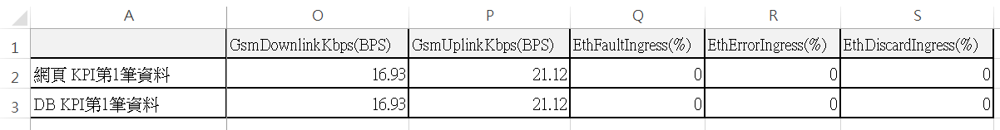 A O P Q R S
1 GsmDownlinkKbps(BPS) GsmUplinkKbps(BPS) EthFaultIngress(%) EthErrorIngress(%) EthDiscardIngress(%)
2 網頁 KPI第1筆資料 16.93 21.12 0 0 0
3 DB KPI第1筆資料 16.93 21.12 0 0 0